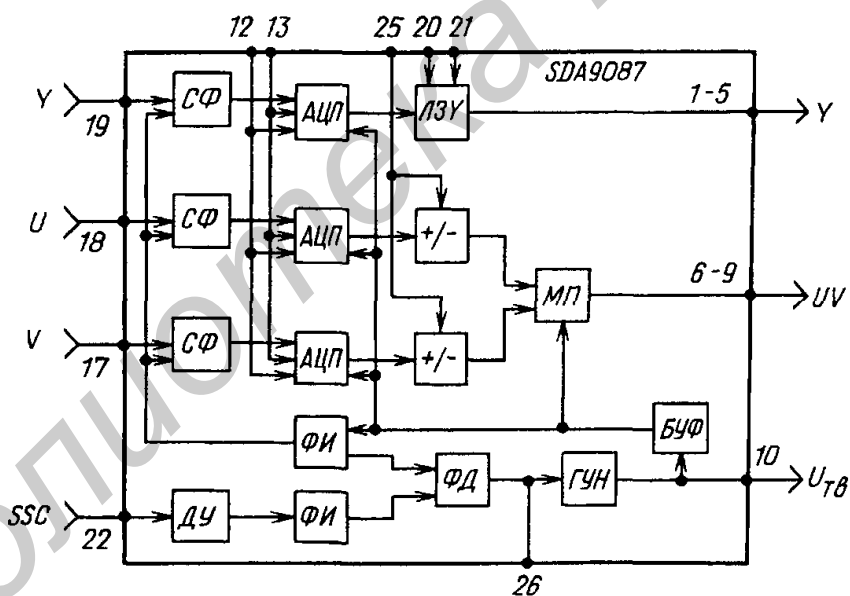 12 13 25 20 21
SDA9087
Y СФ АЦП ЛЗY 1-5 Y
19
U СФ АЦП +/- 6-9
18 МП UV
V СФ АЦП +/-
17
ФИ БУФ 10
ФД ГУН Uтв
SSC ДУ ФИ
22
26